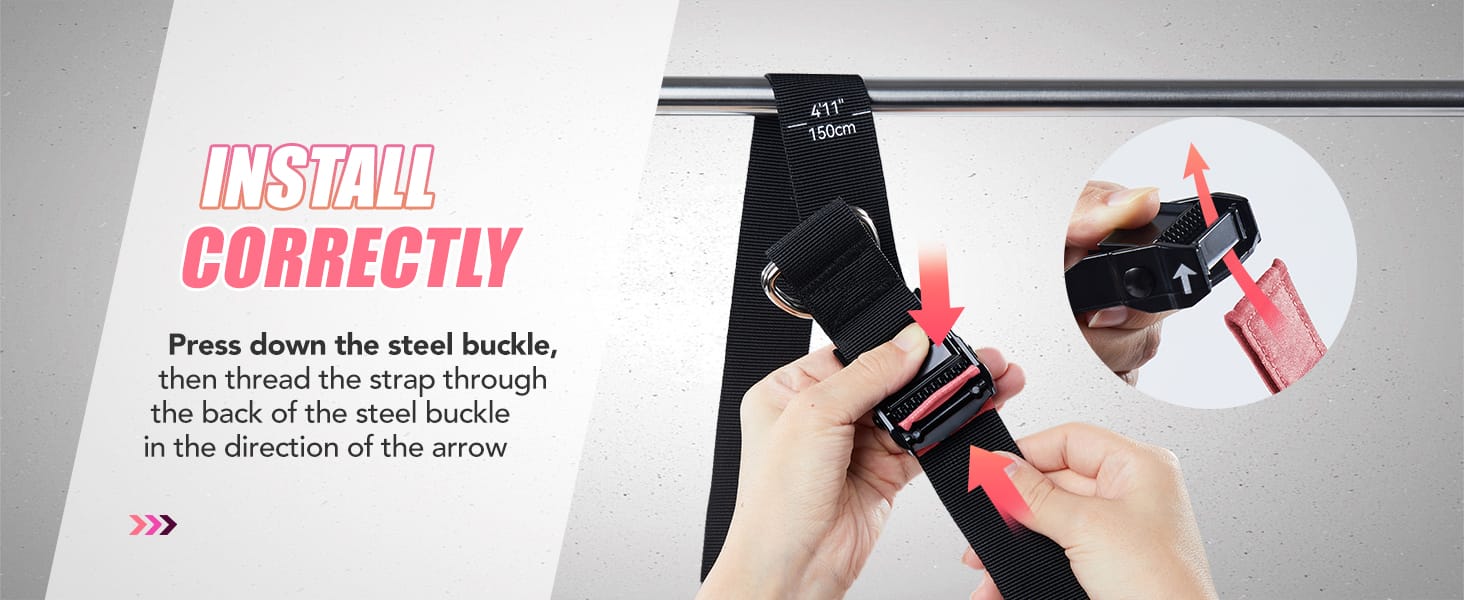 INSTALL
CORRECTLY
Press down the steel buckle,
then thread the strap through
the back of the steel buckle
in the direction of the arrow
4'11"
150cm